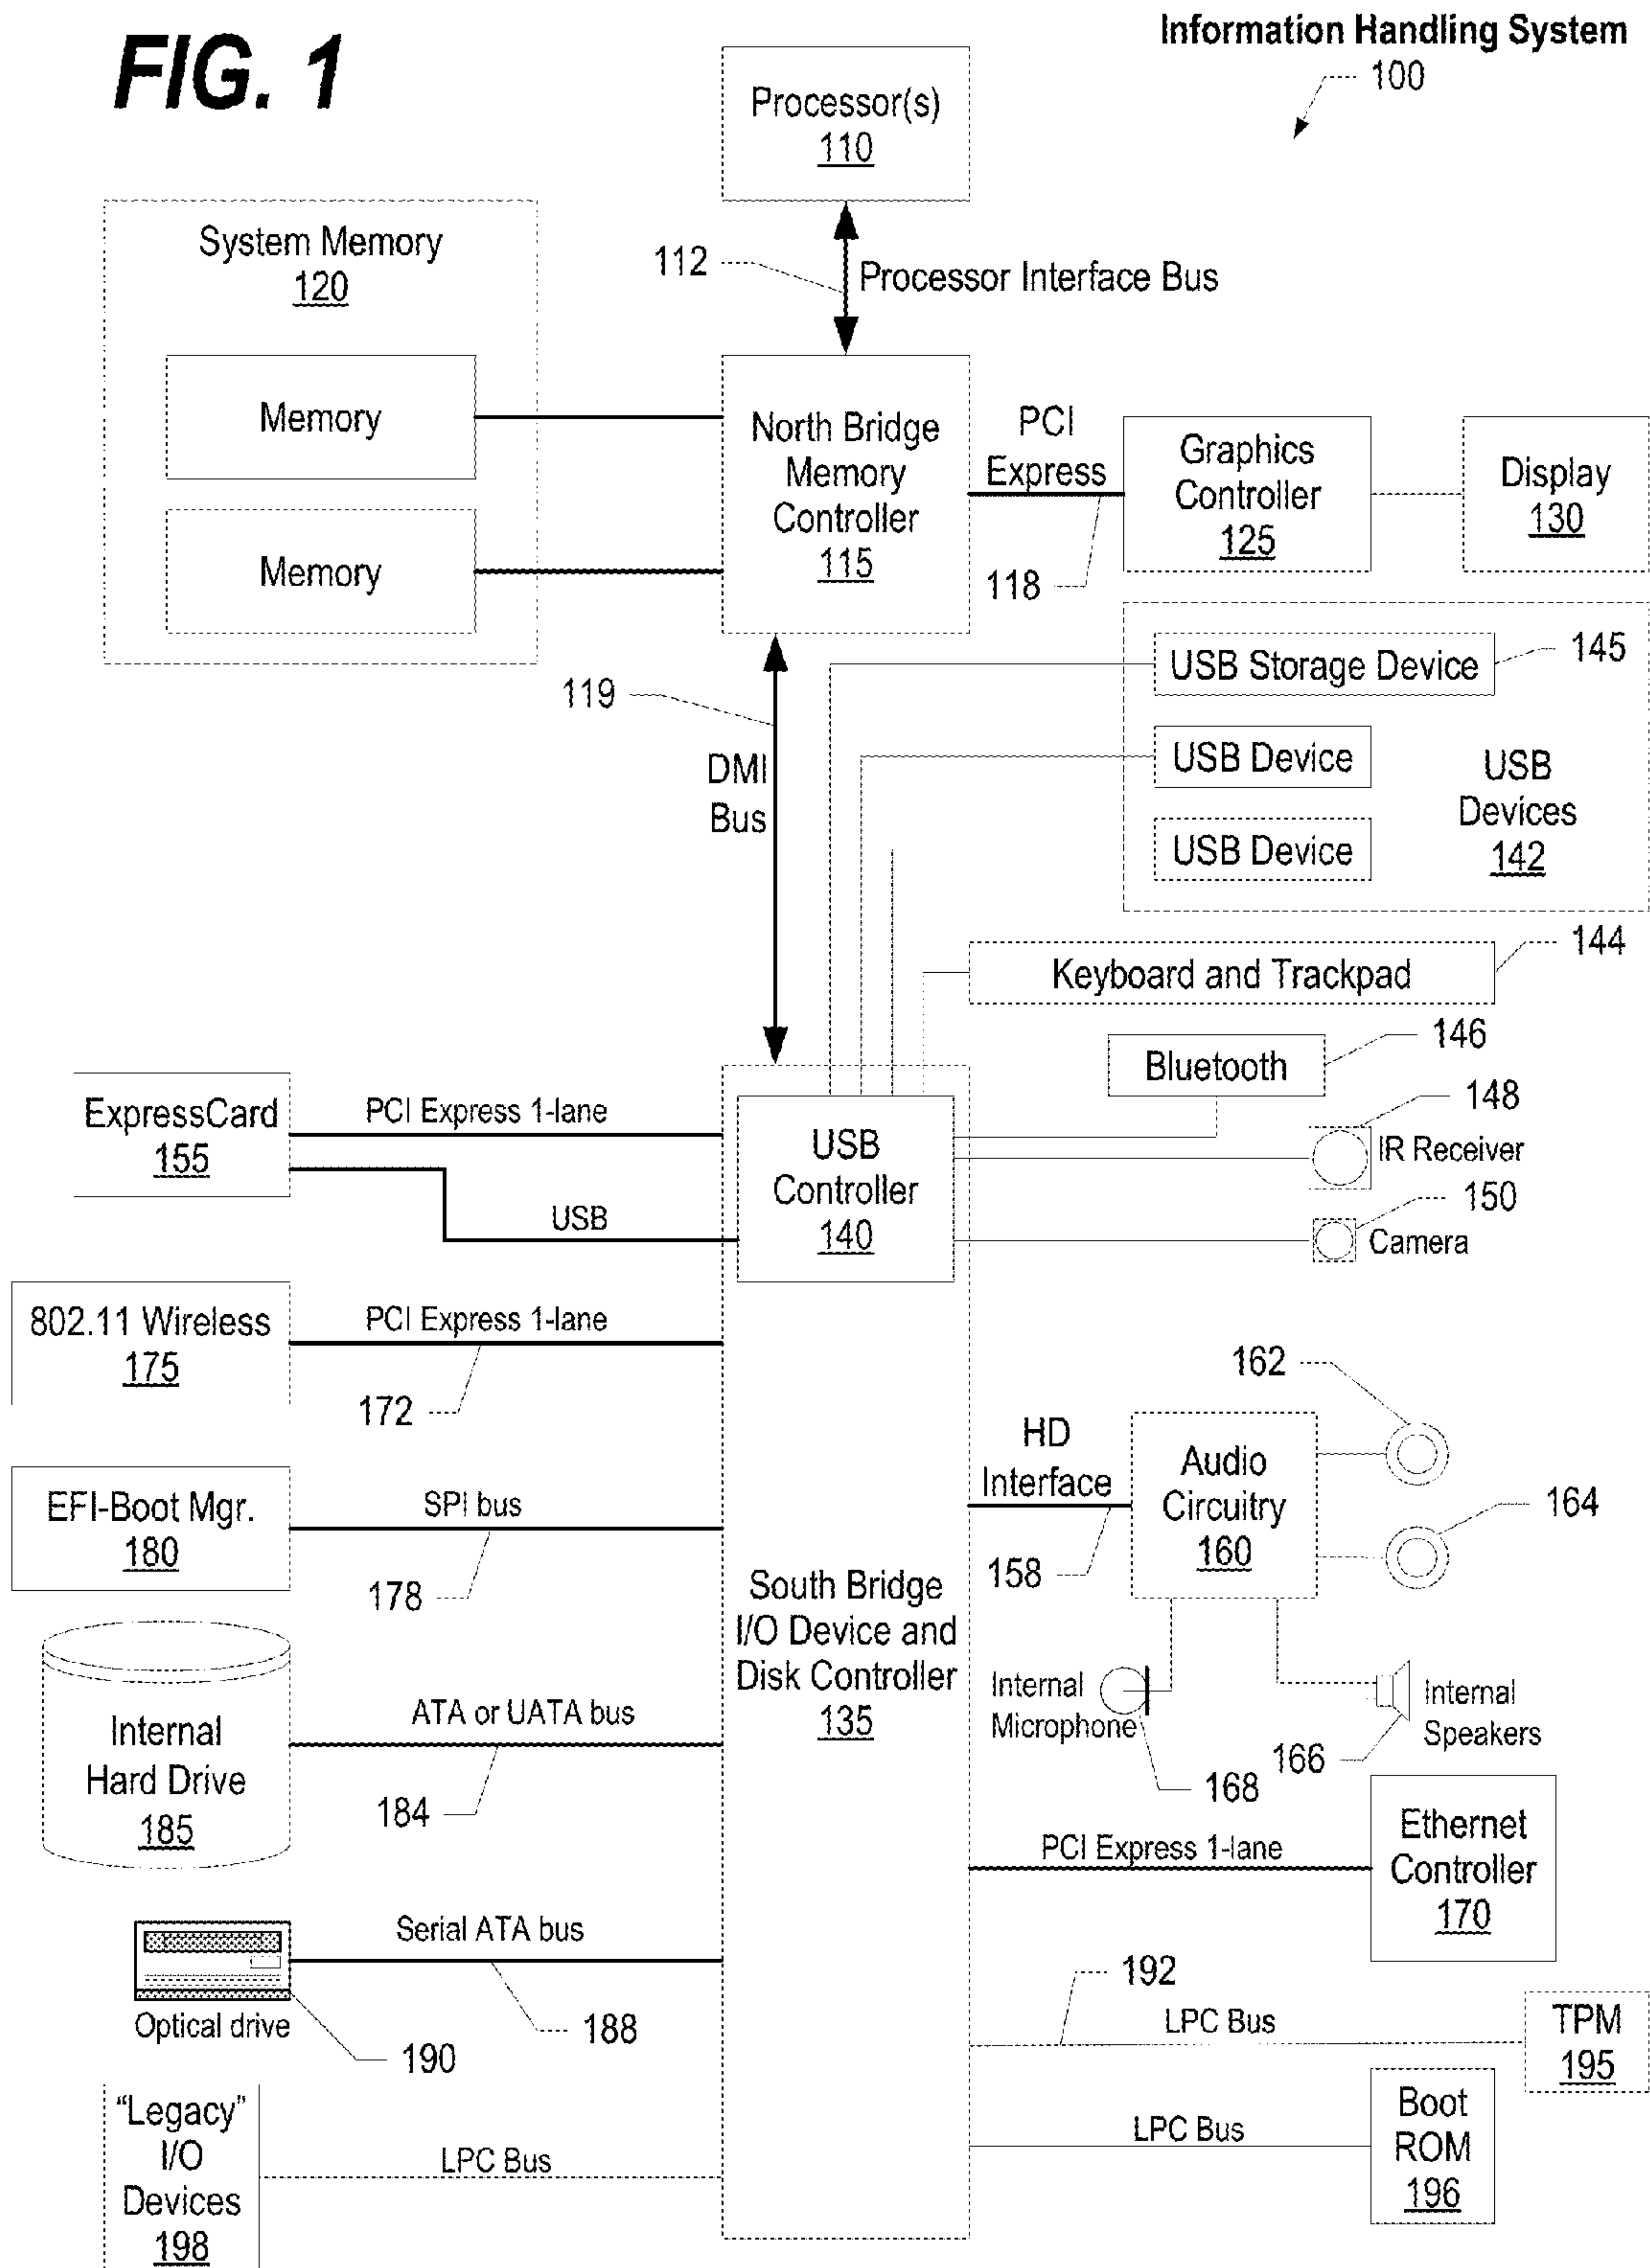 FIG. 1
Information Handling System
100
Processor(s)
110
System Memory
120
112
Processor Interface Bus
Memory
Memory
North Bridge
Memory
Controller
115
PCI
Express
118
Graphics
Controller
125
Display
130
119
DMI
Bus
USB Storage Device
145
USB Device
USB Device
USB
Devices
142
Keyboard and Trackpad
144
Bluetooth
146
148
IR Receiver
150
Camera
ExpressCard
155
PCI Express 1-lane
USB
USB
Controller
140
802.11 Wireless
175
PCI Express 1-lane
172
EFI-Boot Mgr.
180
SPI bus
178
HD
Interface
158
Audio
Circuitry
160
162
164
South Bridge
I/O Device and
Disk Controller
135
Internal
Microphone
168
166
Internal
Speakers
Internal
Hard Drive
185
ATA or UATA bus
184
PCI Express 1-lane
Ethernet
Controller
170
Serial ATA bus
188
Optical drive
190
192
LPC Bus
TPM
195
"Legacy"
I/O
Devices
198
LPC Bus
LPC Bus
Boot
ROM
196